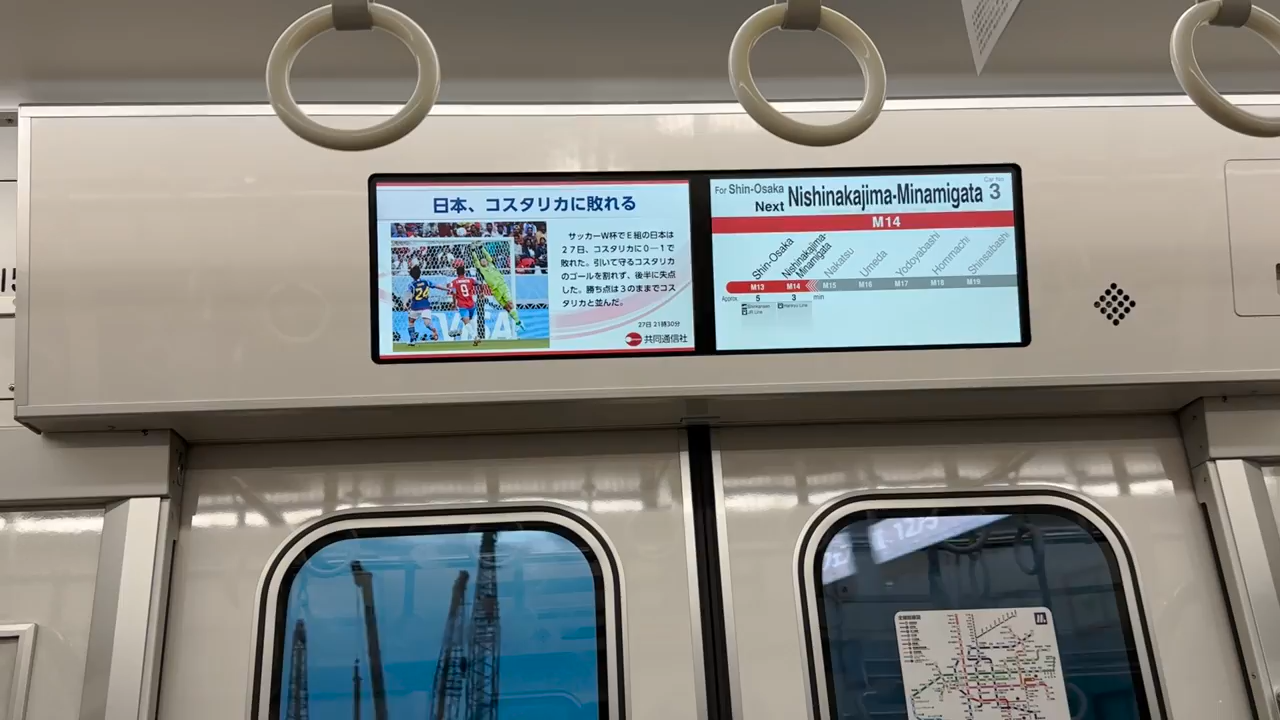 日本、コスタリカに敗れる
サッカーW杯でE組の日本は
27日、コスタリカに0―1で
敗れた。引いて守るコスタリカ
のゴールを割れず、後半に失点
した。勝ち点は3のままでコス
タリカと並んだ。
27日 21時30分
共同通信社
24
9
VISA
For Shin-Osaka
Next Nishinakajima-Minamigata
Car No. 3
M14
Shin-Osaka
Nishinakajima-
Minamigata
Nakatsu
Umeda
Yodoyabashi
Hommachi
Shinsaibashi
M13 M14 M15 M16 M17 M18 M19
Approx. 5 3 min